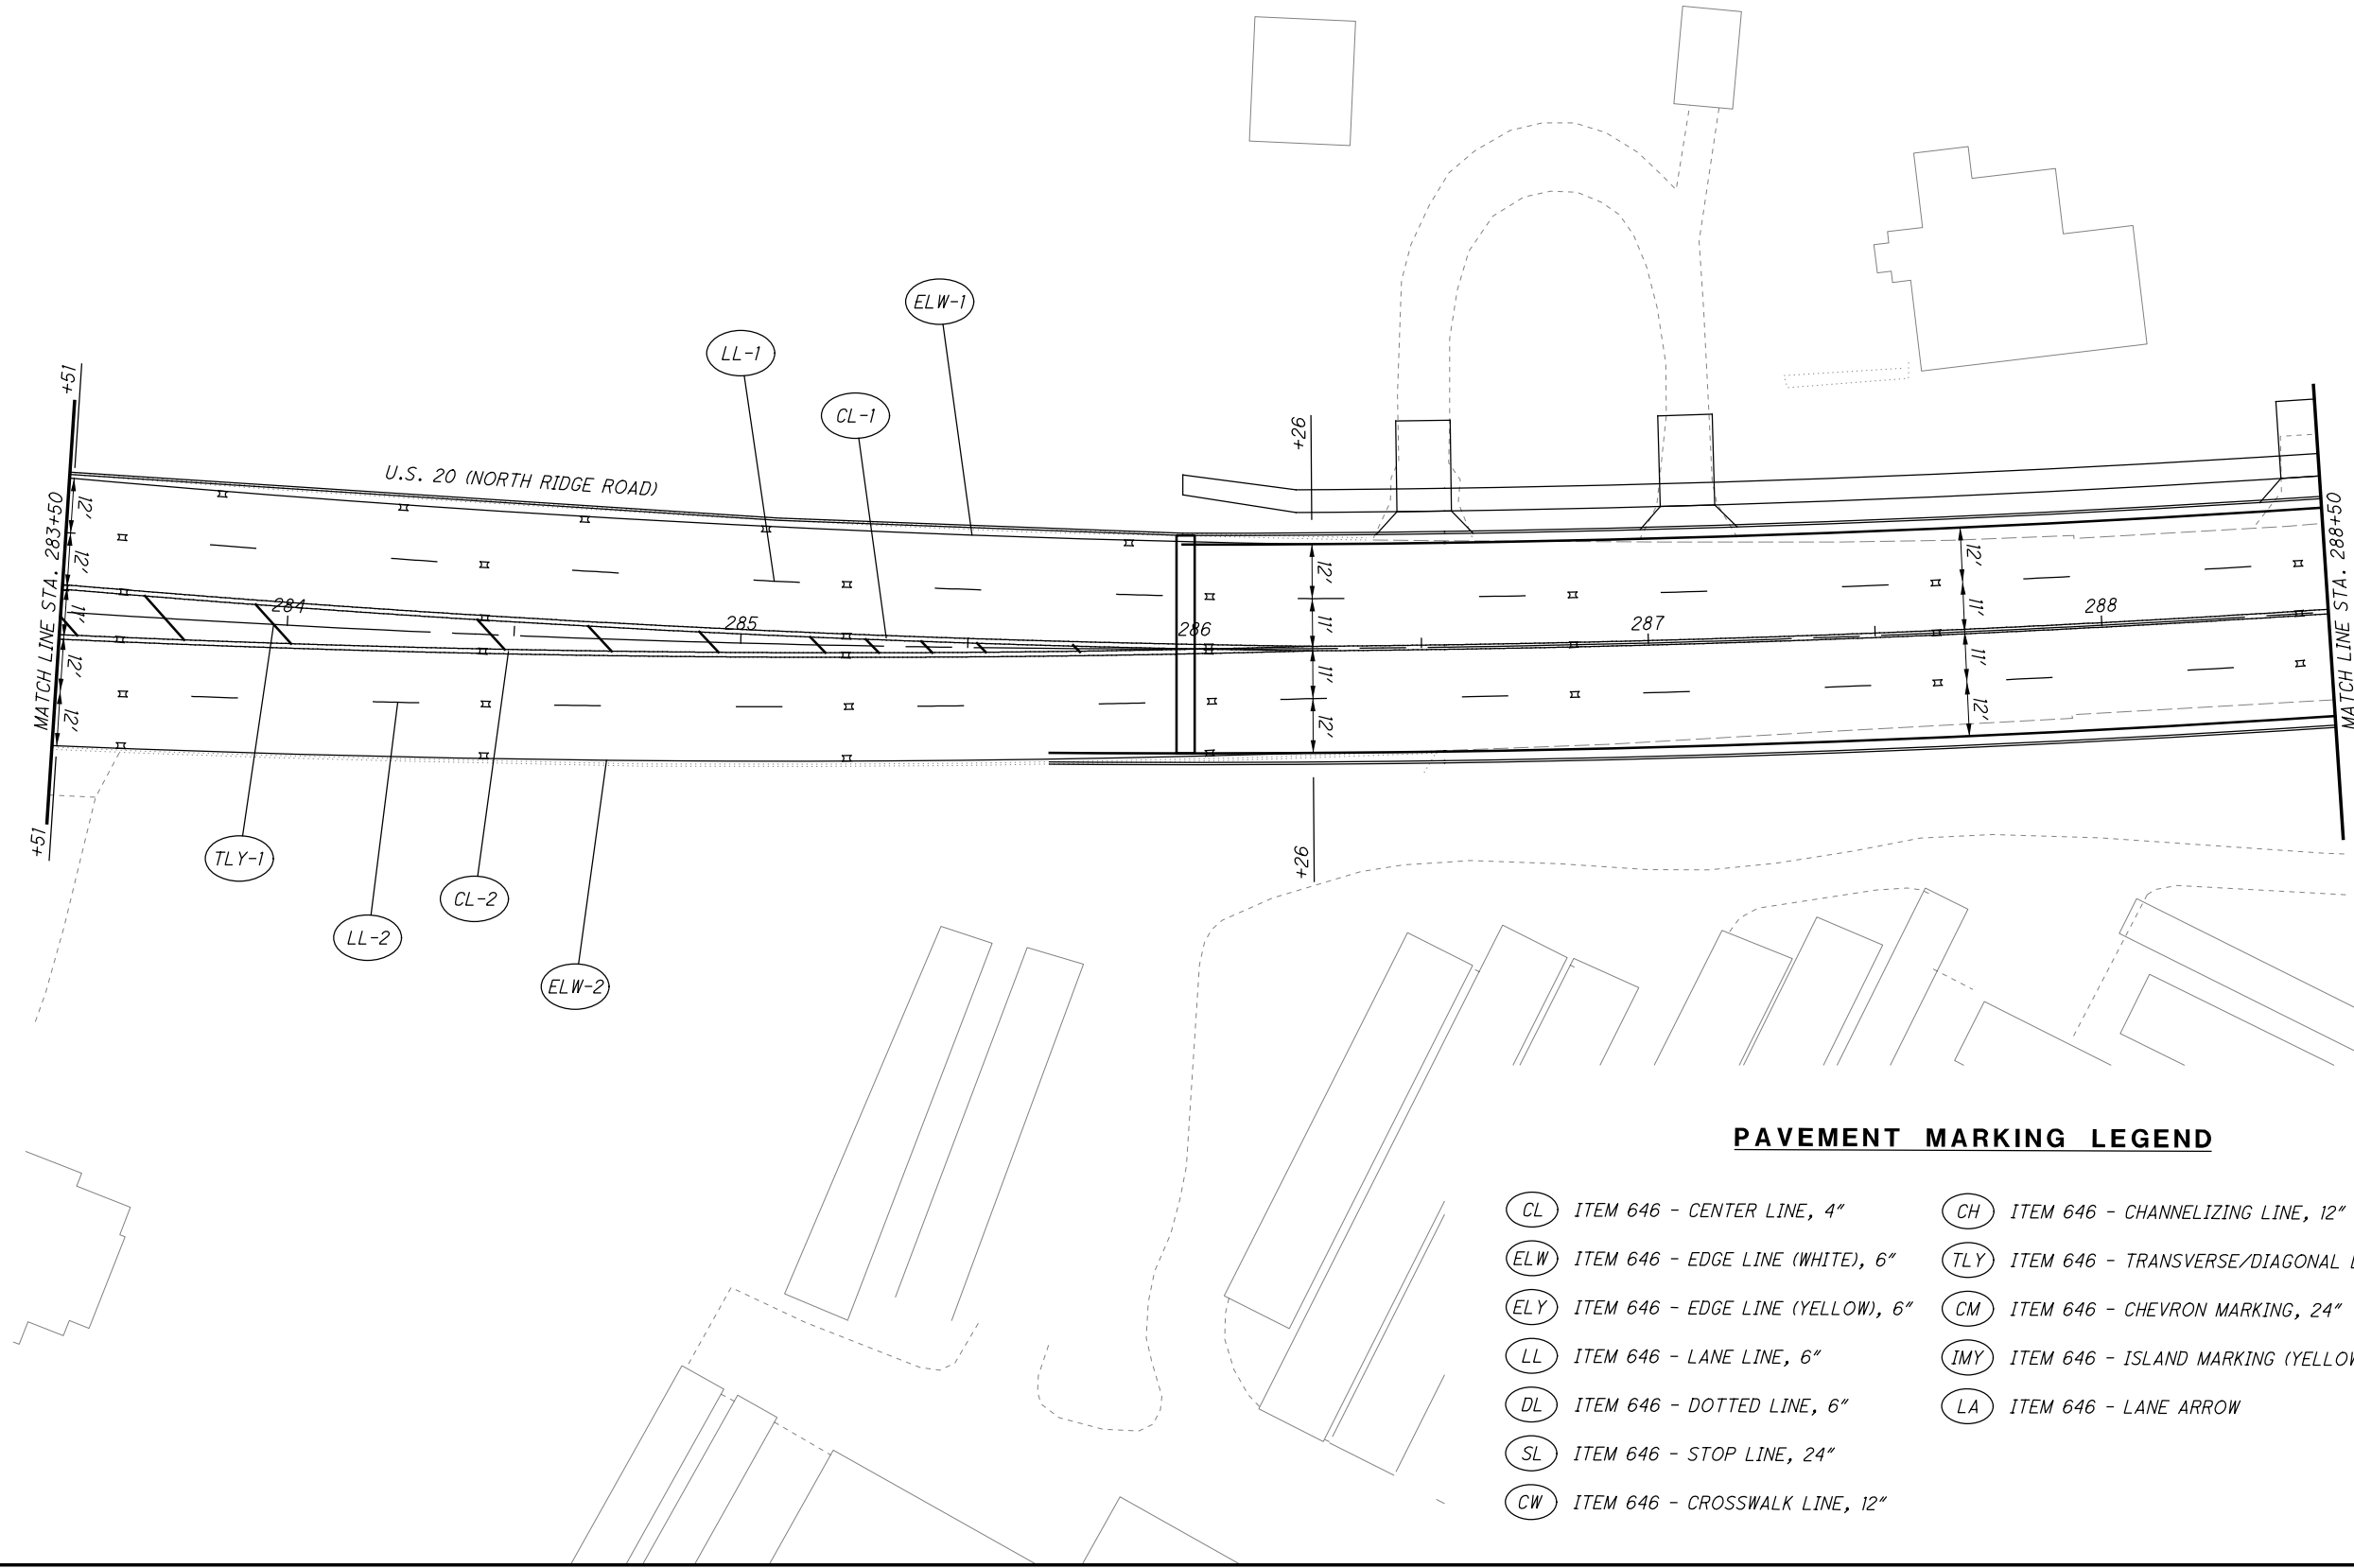 ELW-1
LL-1
CL-1
+51
+26
U.S. 20 (NORTH RIDGE ROAD)
MATCH LINE STA. 283+50
MATCH LINE STA. 288+50
12'
12'
11'
12'
12'
284
285
286
287
288
12'
11'
11'
12'
12'
11'
11'
12'
+51
+26
TLY-1
LL-2
CL-2
ELW-2
PAVEMENT MARKING LEGEND
CL ITEM 646 - CENTER LINE, 4"
ELW ITEM 646 - EDGE LINE (WHITE), 6"
ELY ITEM 646 - EDGE LINE (YELLOW), 6"
LL ITEM 646 - LANE LINE, 6"
DL ITEM 646 - DOTTED LINE, 6"
SL ITEM 646 - STOP LINE, 24"
CW ITEM 646 - CROSSWALK LINE, 12"
CH ITEM 646 - CHANNELIZING LINE, 12"
TLY ITEM 646 - TRANSVERSE/DIAGONAL
CM ITEM 646 - CHEVRON MARKING, 24"
IMY ITEM 646 - ISLAND MARKING
LA ITEM 646 - LANE ARROW